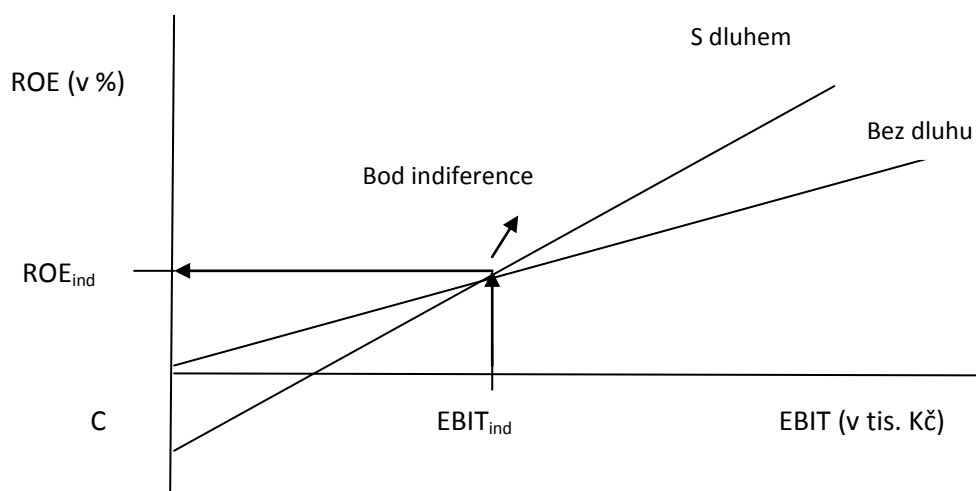 S dluhem
ROE (v %)
Bez dluhu
Bod indiference
ROEind
C
EBITind
EBIT (v tis. Kč)